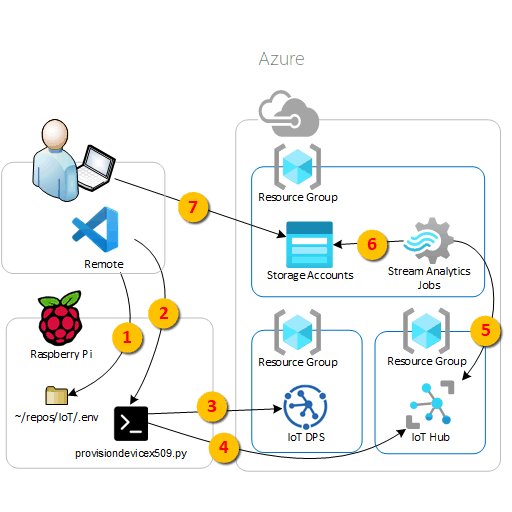 Azure
Resource Group
7
Storage Accounts
6
Stream Analytics
Jobs
Remote
1
2
Raspberry Pi
Resource Group
Resource Group
5
~/repos/IoT/.env
3
IoT DPS
IoT Hub
4
provisiondevicex509.py